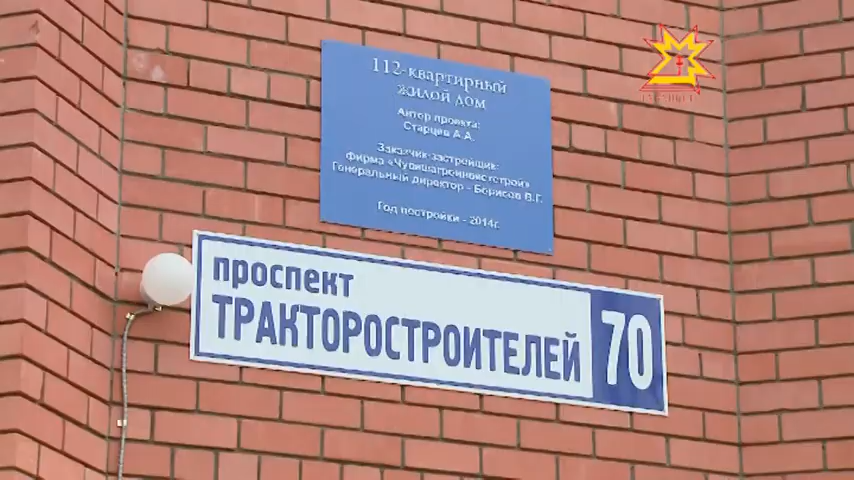 112-квартирный
жилой дом
Автор проекта:
Старцев А.А.
Заказчик-застройщик:
Фирма «Чувашагроинвестстрой»
Генеральный директор - Борисов В.Г.
Год постройки - 2014г.
проспект
ТРАКТОРОСТРОИТЕЛЕЙ
70